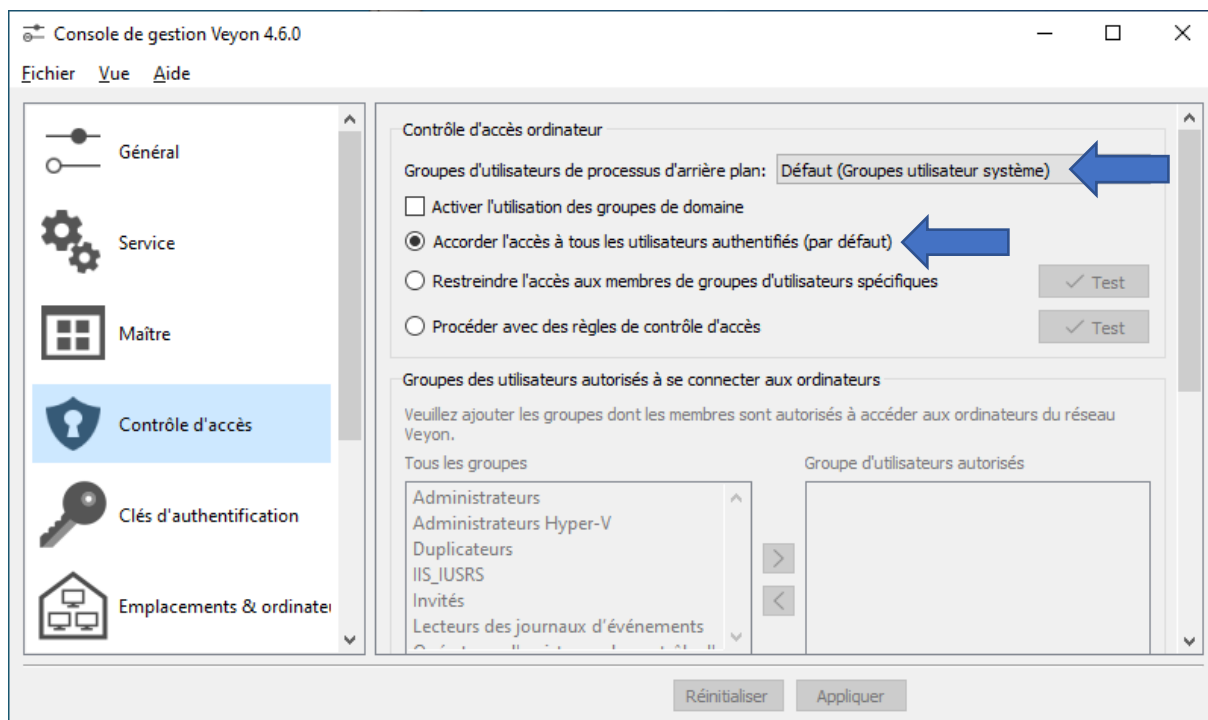 Console de gestion Veyon 4.6.0
Fichier Vue Aide
Général
Service
Maître
Contrôle d'accès
Clés d'authentification
Emplacements & ordinate
Contrôle d'accès ordinateur
Groupes d'utilisateurs de processus d'arrière plan: Défaut (Groupes utilisateur système)
Activer l'utilisation des groupes de domaine
Accorder l'accès à tous les utilisateurs authentifiés (par défaut)
Restreindre l'accès aux membres de groupes d'utilisateurs spécifiques Test
Procéder avec des règles de contrôle d'accès Test
Groupes des utilisateurs autorisés à se connecter aux ordinateurs
Veuillez ajouter les groupes dont les membres sont autorisés à accéder aux ordinateurs du réseau
Veyon.
Tous les groupes Groupe d'utilisateurs autorisés
Administrateurs
Administrateurs Hyper-V
Duplicateurs
IIS_IUSRS
Invités
Lecteurs des journaux d'événements
Réinitialiser Appliquer